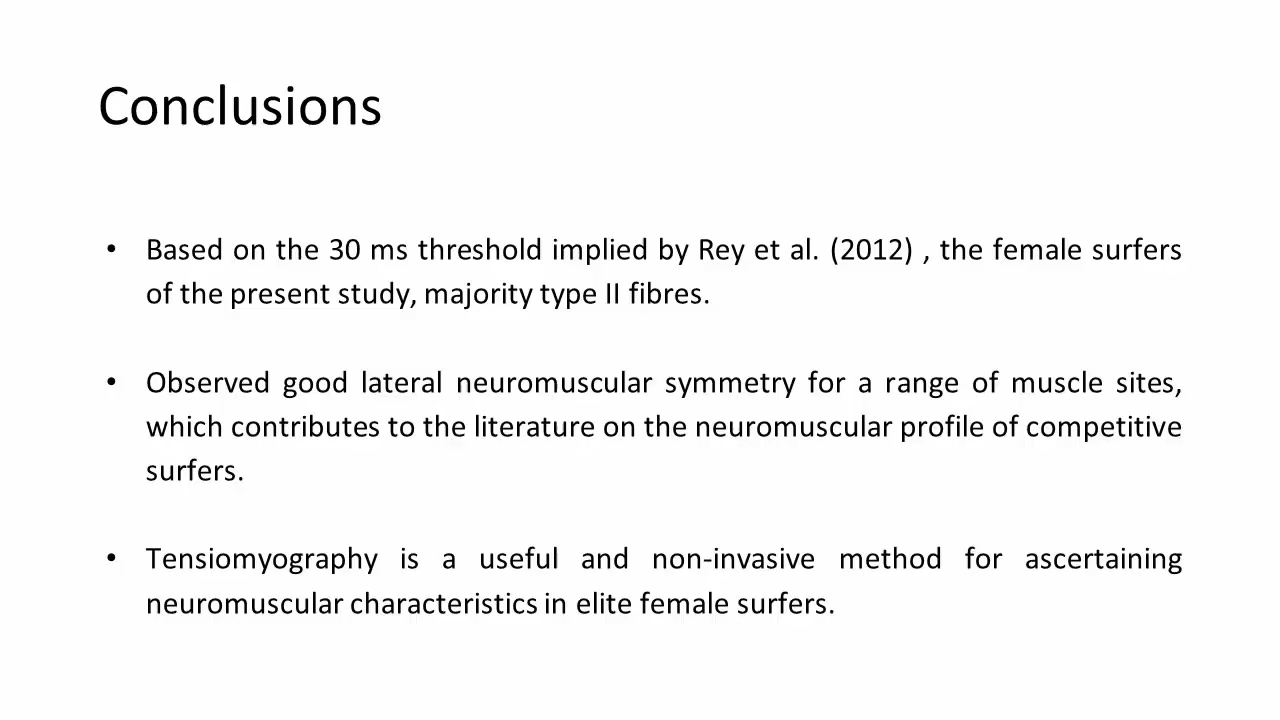 Conclusions
• Based on the 30 ms threshold implied by Rey et al. (2012) , the female surfers
of the present study, majority type II fibres.
• Observed good lateral neuromuscular symmetry for a range of muscle sites,
which contributes to the literature on the neuromuscular profile of competitive
surfers.
• Tensiomyography is a useful and non-invasive method for ascertaining
neuromuscular characteristics in elite female surfers.